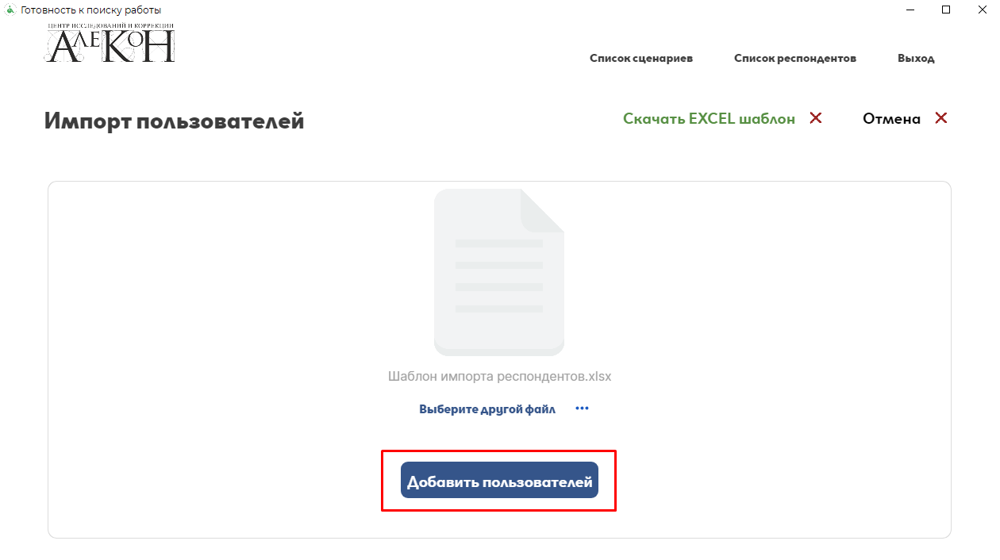 Готовность к поиску работы
ЦЕНТР ИССЛЕДОВАНИЙ И КОРРЕКЦИИ
АлеКоН
Список сценариев
Список респондентов
Выход
Импорт пользователей
Скачать EXCEL шаблон
Отмена
Шаблон импорта респондентов.xlsx
Выберите другой файл ...
Добавить пользователей